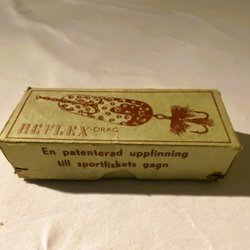 REFLEX-DRAG
En patenterad uppfinning
till sportfiskets gagn